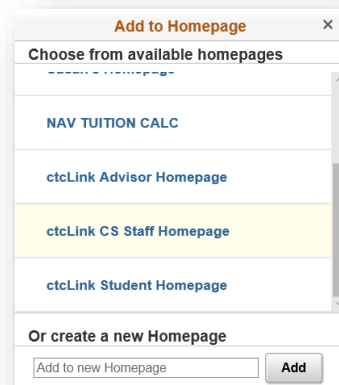 Add to Homepage ×
Choose from available homepages
Homepage
NAV TUITION CALC
ctcLink Advisor Homepage
ctcLink CS Staff Homepage
ctcLink Student Homepage
Or create a new Homepage
Add to new Homepage Add